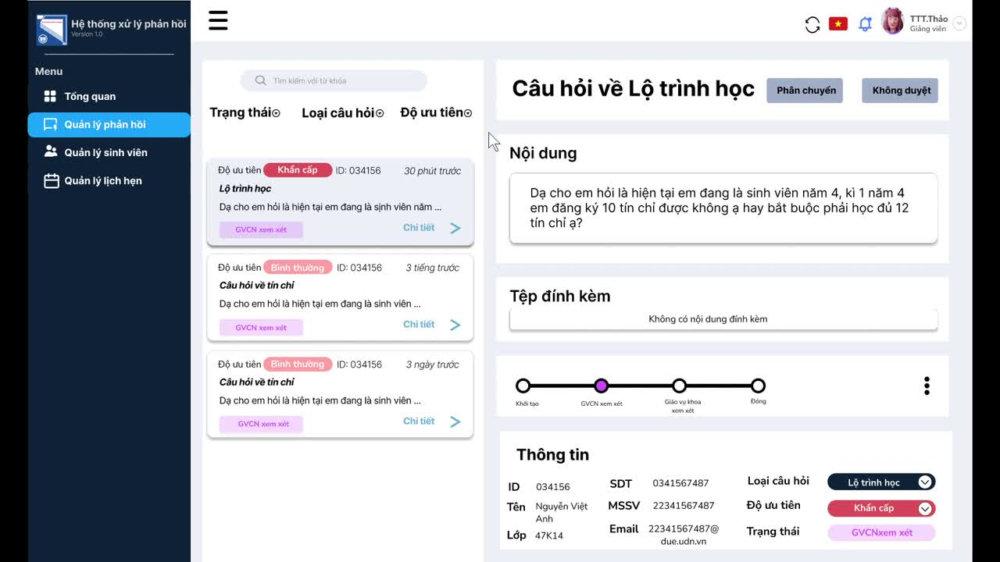 Hệ thống xử lý phản hồi
Version 1.0
Menu
Tổng quan
Quản lý phản hồi
Quản lý sinh viên
Quản lý lịch hẹn
TTT.Thảo
Giảng viên
Tìm kiếm với từ khóa
Trạng thái
Loại câu hỏi
Độ ưu tiên
Độ ưu tiên Khẩn cấp ID: 034156 30 phút trước
Lộ trình học
Dạ cho em hỏi là hiện tại em đang là sịnh viên năm ...
GVCN xem xét
Chi tiết
Độ ưu tiên Bình thường ID: 034156 3 tiếng trước
Câu hỏi về tín chỉ
Dạ cho em hỏi là hiện tại em đang là sinh viên ...
GVCN xem xét
Chi tiết
Độ ưu tiên Bình thường ID: 034156 3 ngày trước
Câu hỏi về tín chỉ
Dạ cho em hỏi là hiện tại em đang là sinh viên ...
GVCN xem xét
Chi tiết
Câu hỏi về Lộ trình học
Phân chuyển
Không duyệt
Nội dung
Dạ cho em hỏi là hiện tại em đang là sinh viên năm 4, kì 1 năm 4
em đăng ký 10 tín chỉ được không ạ hay bắt buộc phải học đủ 12
tín chỉ ạ?
Tệp đính kèm
Không có nội dung đính kèm
Khởi tạo
GVCN xem xét
Giáo vụ khoa
xem xét
Đóng
Thông tin
ID 034156
Tên Nguyễn Việt
Anh
Lớp 47K14
SDT 0341567487
MSSV 22341567487
Email 22341567487@
due.udn.vn
Loại câu hỏi Lộ trình học
Độ ưu tiên Khẩn cấp
Trạng thái GVCNxem xét